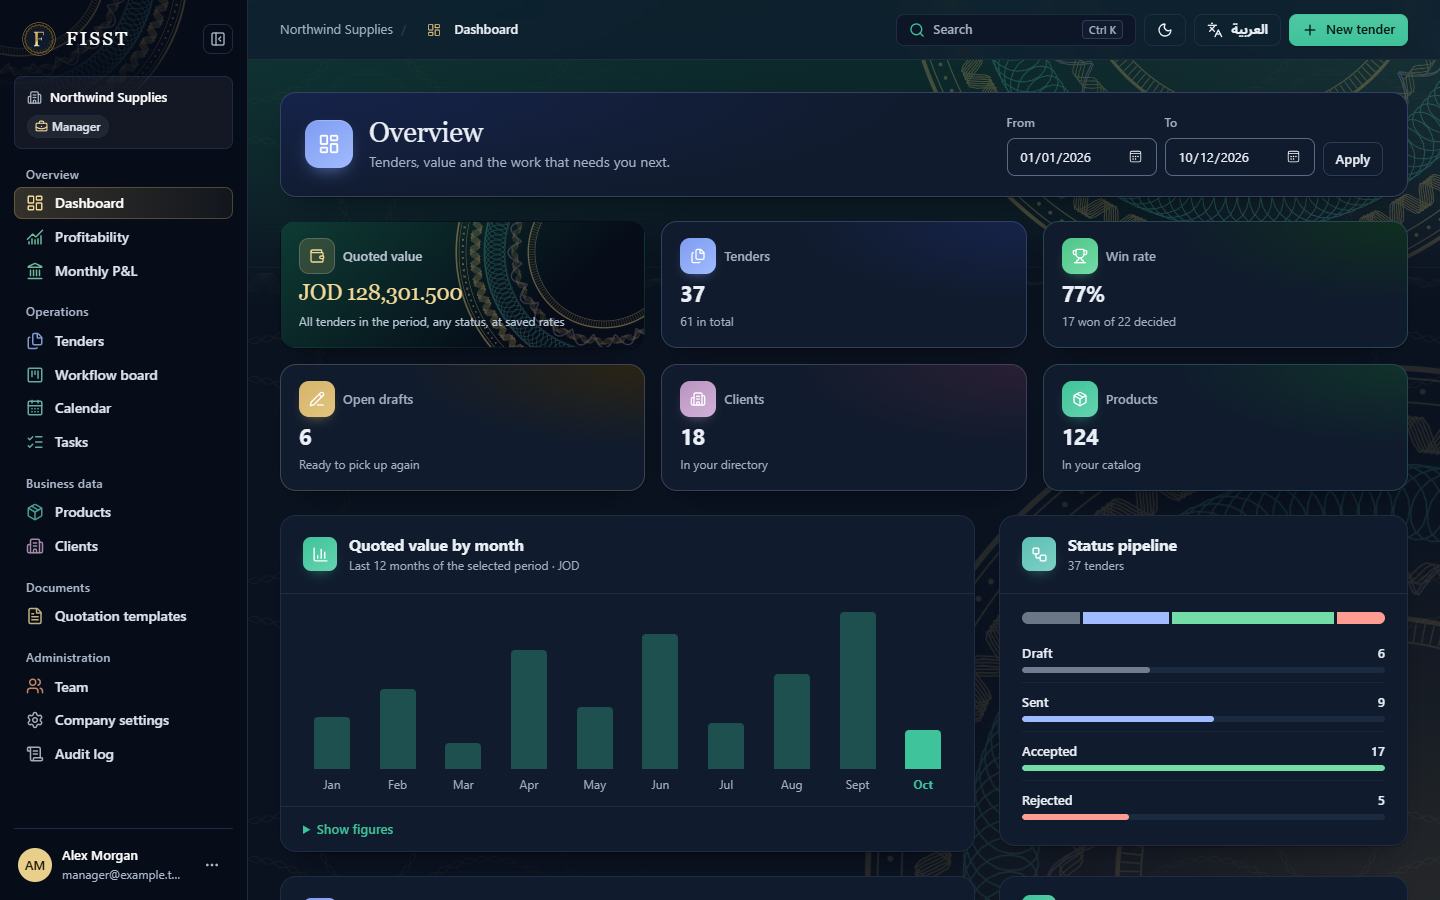 F FISST
Northwind Supplies
Manager
Overview
Dashboard
Profitability
Monthly P&L
Operations
Tenders
Workflow board
Calendar
Tasks
Business data
Products
Clients
Documents
Quotation templates
Administration
Team
Company settings
Audit log
AM
Alex Morgan
manager@example.t...
Northwind Supplies / Dashboard
Search Ctrl K
العربية
New tender
Overview
Tenders, value and the work that needs you next.
From
01/01/2026
To
10/12/2026
Apply
Quoted value
JOD 128,301.500
All tenders in the period, any status, at saved rates
Tenders
37
61 in total
Win rate
77%
17 won of 22 decided
Open drafts
6
Ready to pick up again
Clients
18
In your directory
Products
124
In your catalog
Quoted value by month
Last 12 months of the selected period · JOD
Jan Feb Mar Apr May Jun Jul Aug Sept Oct
Show figures
Status pipeline
37 tenders
Draft 6
Sent 9
Accepted 17
Rejected 5